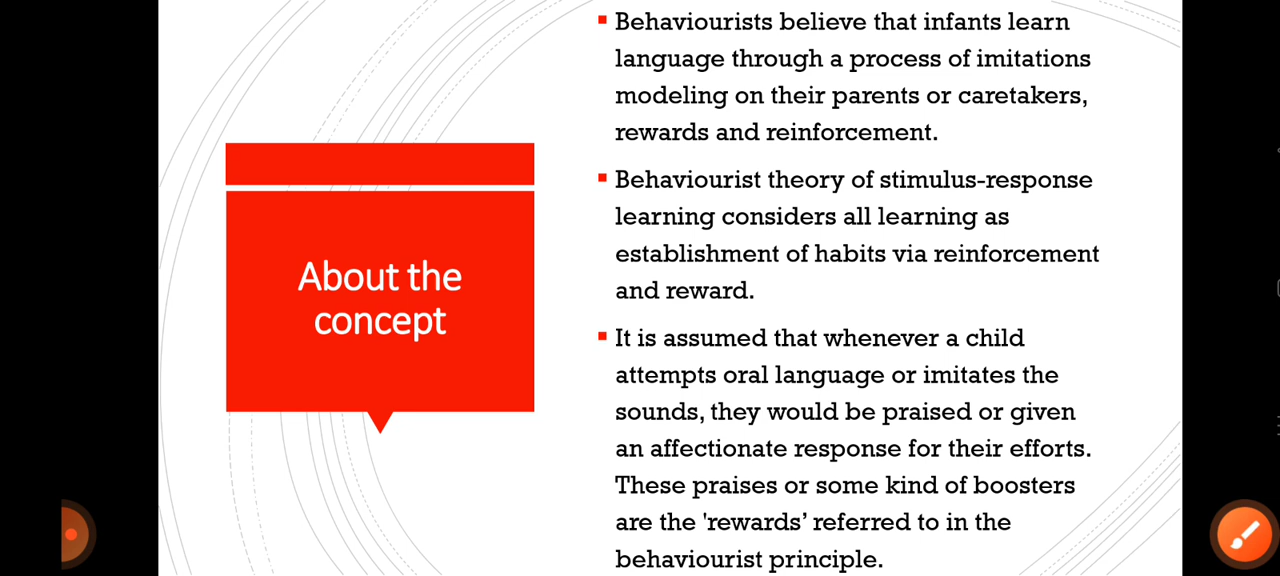 About the
concept
Behaviourists believe that infants learn
language through a process of imitations
modeling on their parents or caretakers,
rewards and reinforcement.
Behaviourist theory of stimulus-response
learning considers all learning as
establishment of habits via reinforcement
and reward.
It is assumed that whenever a child
attempts oral language or imitates the
sounds, they would be praised or given
an affectionate response for their efforts.
These praises or some kind of boosters
are the 'rewards’ referred to in the
behaviourist principle.